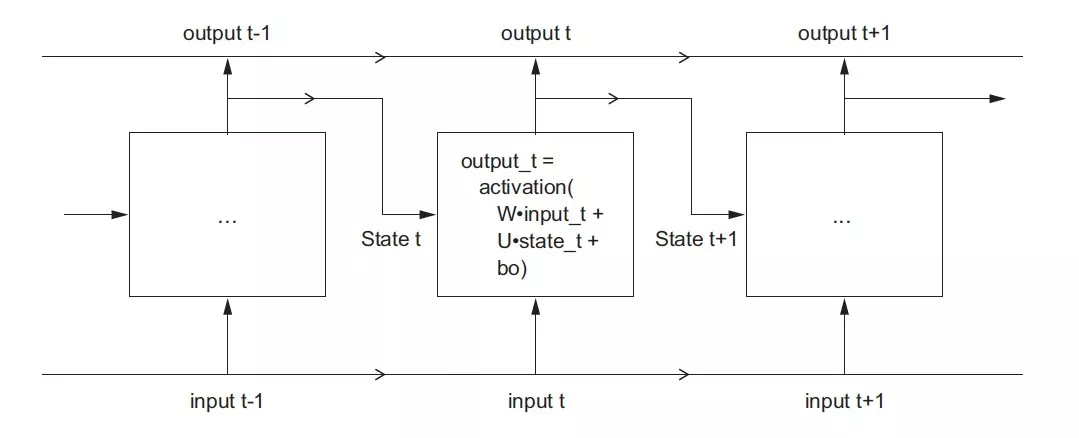 output t-1
output t
output t+1
...
output_t =
activation(
W•input_t +
U•state_t +
bo)
...
State t
State t+1
input t-1
input t
input t+1